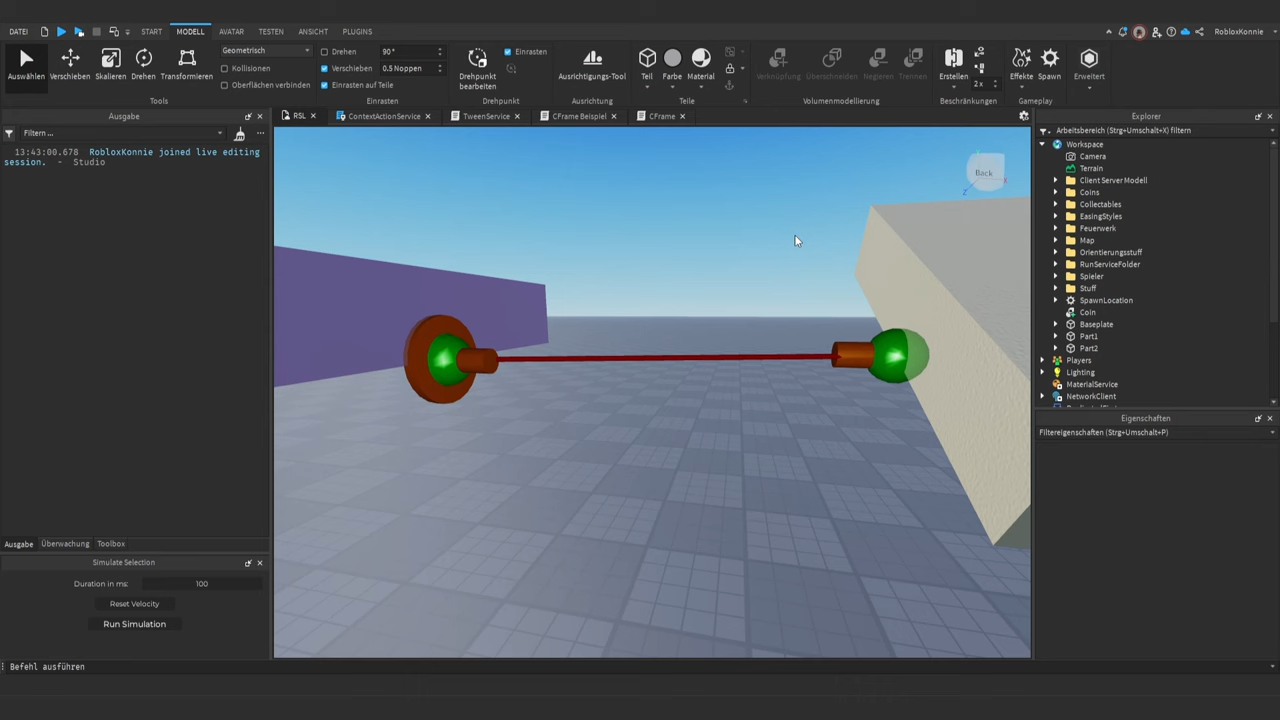 DATEI START MODELL AVATAR TESTEN ANSICHT PLUGINS RobloxKonnie
Auswählen Verschieben Skalieren Drehen Transformieren
Geometrisch
Kollisionen
Oberflächen verbinden
Tools
Drehen 90°
Verschieben 0.5 Noppen
Einrasten auf Teile
Einrasten
Drehpunkt bearbeiten
Einrasten
Drehpunkt
Ausrichtungs-Tool
Ausrichtung
Teil Farbe Material
Teile
Verknüpfung Überschneiden Negieren Trennen
Volumenmodellierung
Erstellen 2x
Beschränkungen
Effekte Spawn
Gameplay
Erweitert
Ausgabe
Filtern ...
13:43:00.678 RobloxKonnie joined live editing
session. - Studio
RSL ContextActionService TweenService CFrame Beispiel CFrame
Back
Z
Explorer
Arbeitsbereich (Strg+Umschalt+X) filtern
Workspace
Camera
Terrain
Client Server Modell
Coins
Collectables
EasingStyles
Feuerwerk
Map
Orientierungsstuff
RunServiceFolder
Spieler
Stuff
SpawnLocation
Coin
Baseplate
Part1
Part2
Players
Lighting
MaterialService
NetworkClient
Eigenschaften
Filtereigenschaften (Strg+Umschalt+P)
Ausgabe Überwachung Toolbox
Simulate Selection
Duration in ms: 100
Reset Velocity
Run Simulation
Befehl ausführen